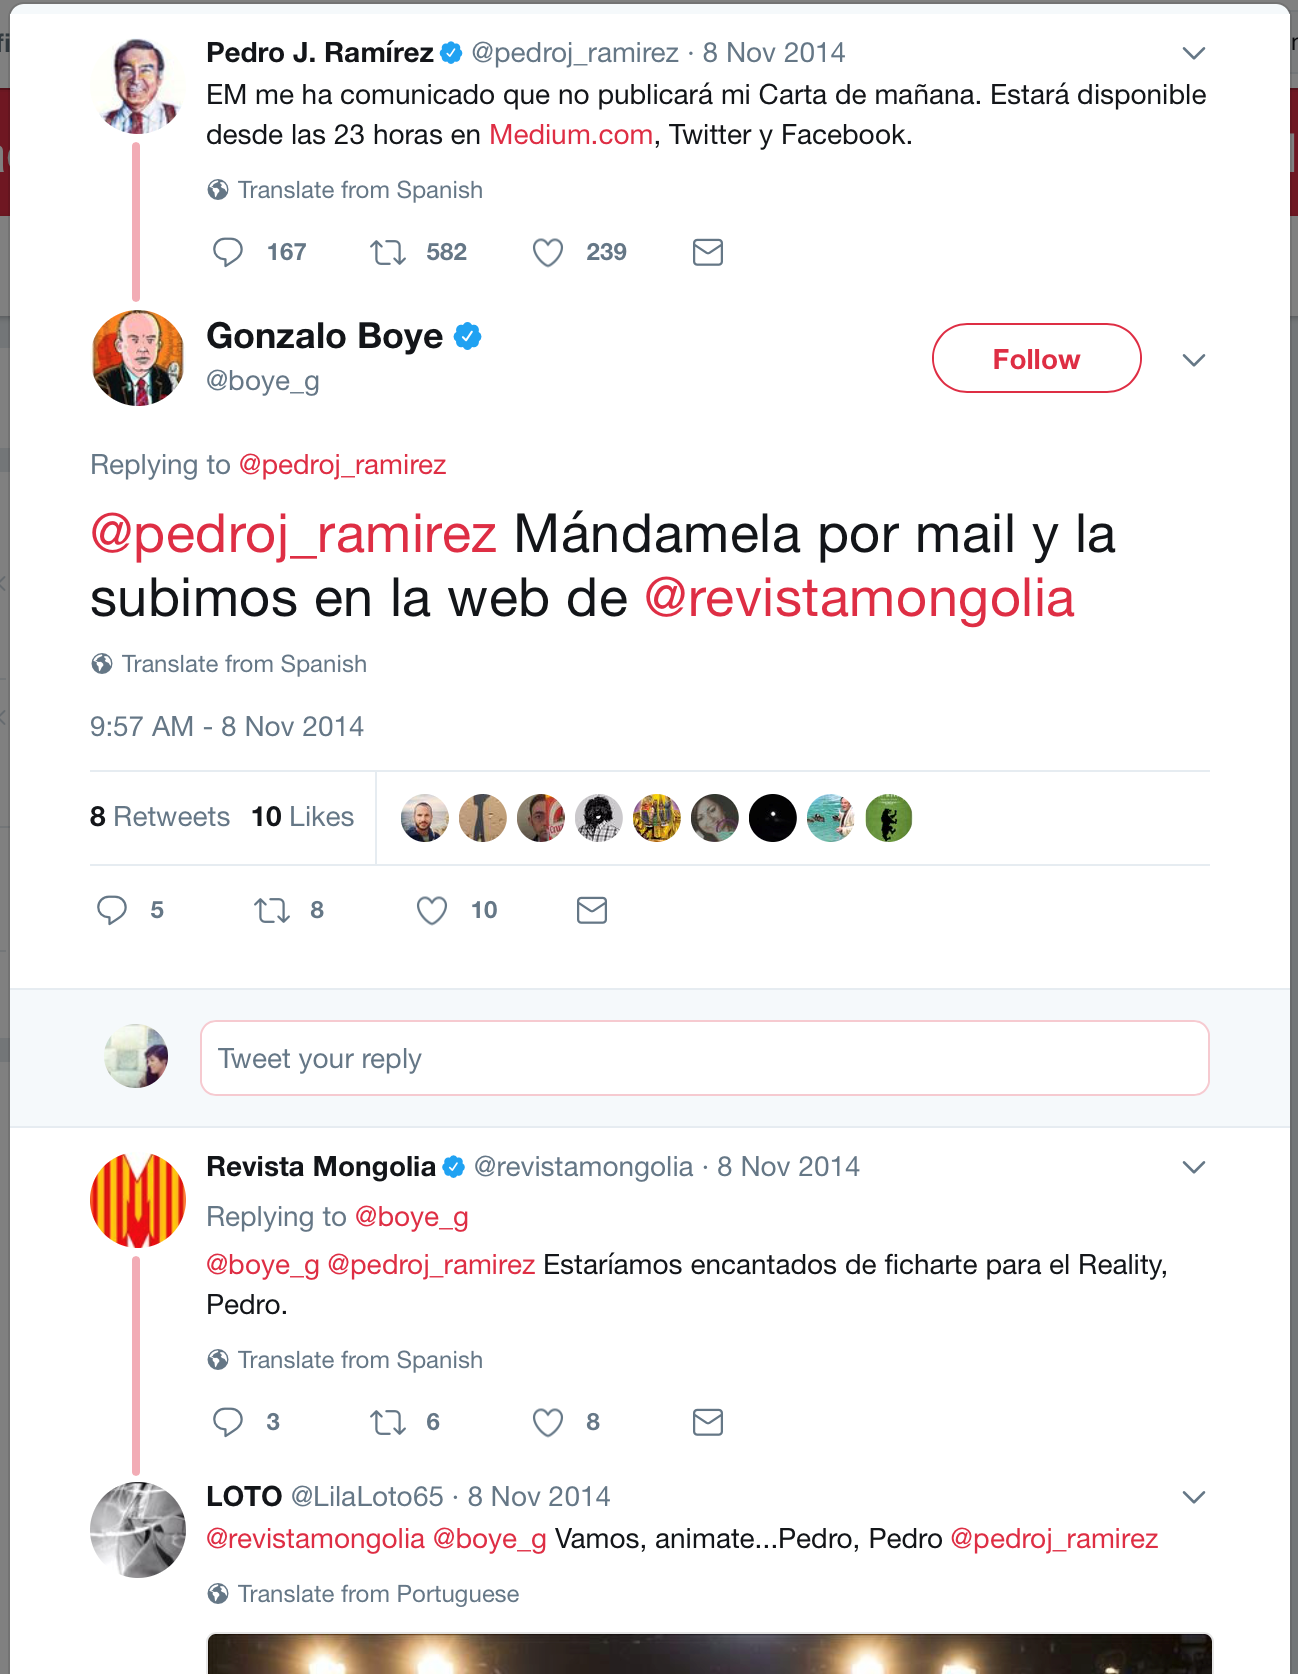 Pedro J. Ramírez @pedroj_ramirez · 8 Nov 2014
EM me ha comunicado que no publicará mi Carta de mañana. Estará disponible
desde las 23 horas en Medium.com, Twitter y Facebook.
Translate from Spanish
167 582 239
Gonzalo Boye
@boye_g
Follow
Replying to @pedroj_ramirez
@pedroj_ramirez Mándamela por mail y la
subimos en la web de @revistamongolia
Translate from Spanish
9:57 AM - 8 Nov 2014
8 Retweets 10 Likes
5 8 10
Tweet your reply
Revista Mongolia @revistamongolia · 8 Nov 2014
Replying to @boye_g
@boye_g @pedroj_ramirez Estaríamos encantados de ficharte para el Reality,
Pedro.
Translate from Spanish
3 6 8
LOTO @LilaLoto65 · 8 Nov 2014
@revistamongolia @boye_g Vamos, animate...Pedro, Pedro @pedroj_ramirez
Translate from Portuguese